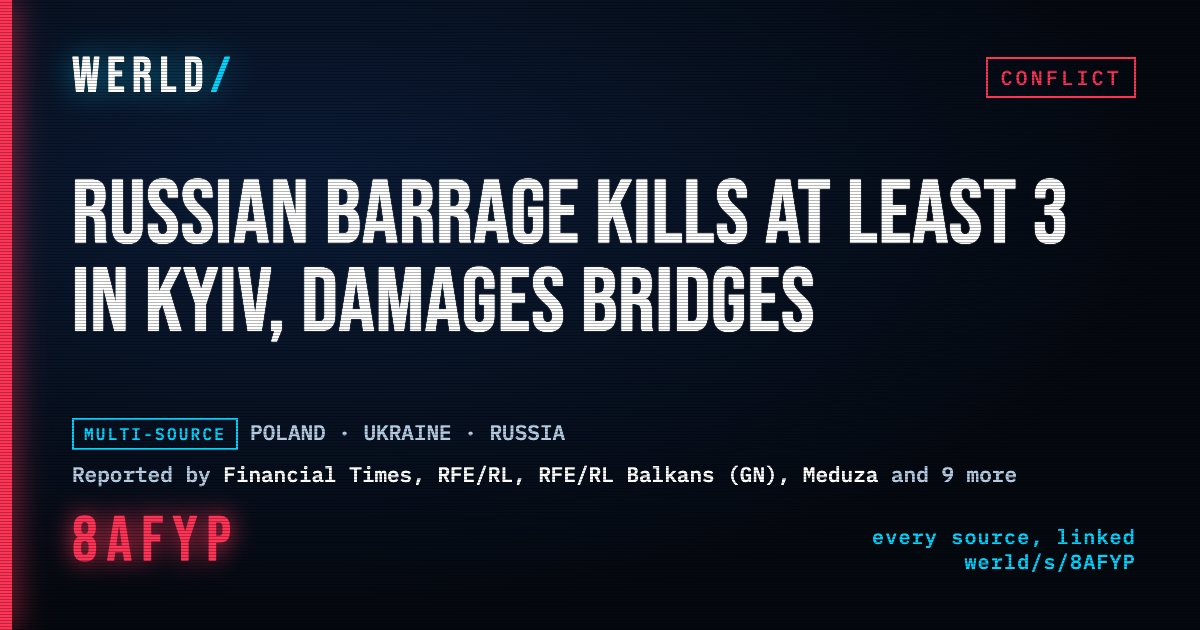 WERLD/
CONFLICT
RUSSIAN BARRAGE KILLS AT LEAST 3
IN KYIV, DAMAGES BRIDGES
MULTI-SOURCE POLAND · UKRAINE · RUSSIA
Reported by Financial Times, RFE/RL, RFE/RL Balkans (GN), Meduza and 9 more
8AFYP
every source, linked
werld/s/8AFYP